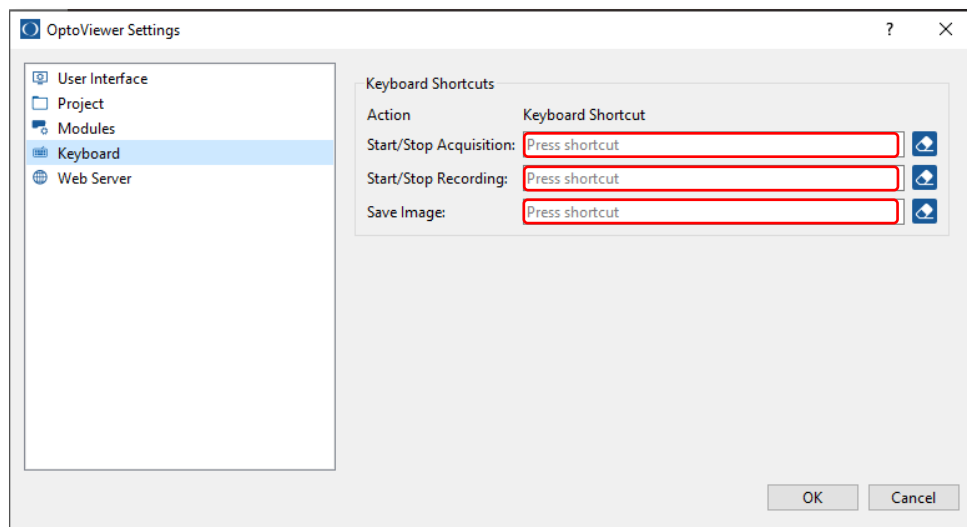 OptoViewer Settings
?
User Interface
Project
Modules
Keyboard
Web Server
Keyboard Shortcuts
Action Keyboard Shortcut
Start/Stop Acquisition: Press shortcut
Start/Stop Recording: Press shortcut
Save Image: Press shortcut
OK Cancel